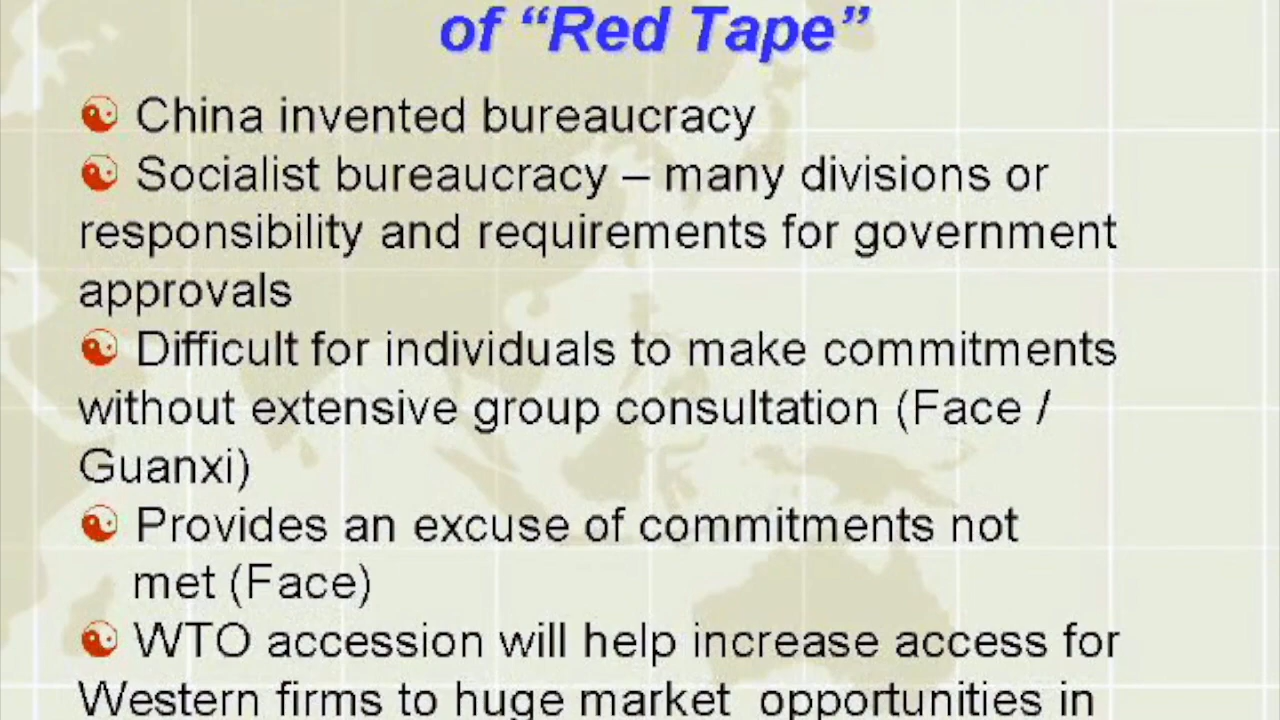 of “Red Tape”
China invented bureaucracy
Socialist bureaucracy – many divisions or
responsibility and requirements for government
approvals
Difficult for individuals to make commitments
without extensive group consultation (Face /
Guanxi)
Provides an excuse of commitments not
met (Face)
WTO accession will help increase access for
Western firms to huge market opportunities in